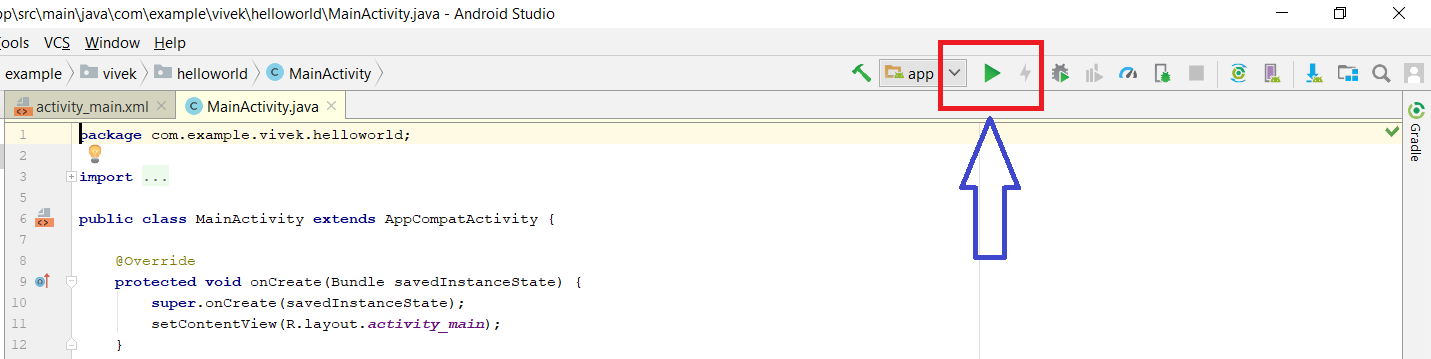 pp\src\main\java\com\example\vivek\helloworld\MainActivity.java - Android Studio
Tools VCS Window Help
example vivek helloworld C MainActivity app
activity_main.xml C MainActivity.java
1 package com.example.vivek.helloworld;
2
3 + import ...
5
6 <> public class MainActivity extends AppCompatActivity {
7
8 @Override
9 protected void onCreate(Bundle savedInstanceState) {
10 super.onCreate(savedInstanceState);
11 setContentView(R.layout.activity_main);
12 }
Gradle